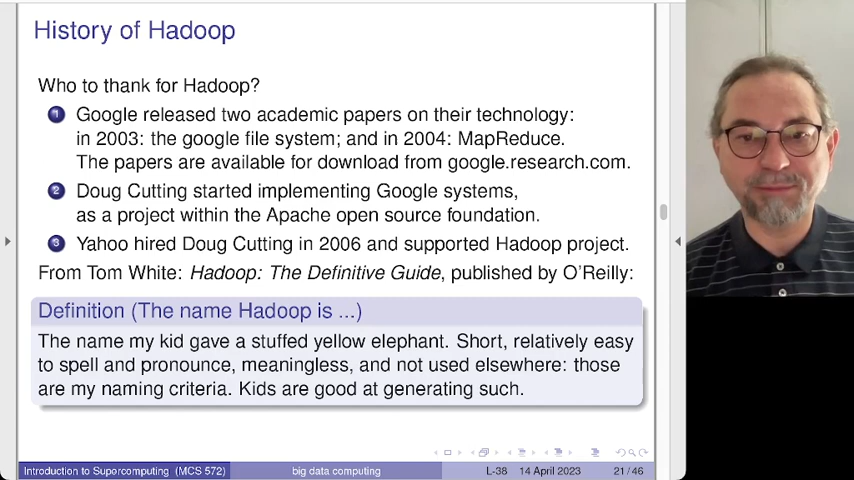 History of Hadoop
Who to thank for Hadoop?
1 Google released two academic papers on their technology:
in 2003: the google file system; and in 2004: MapReduce.
The papers are available for download from google.research.com.
2 Doug Cutting started implementing Google systems,
as a project within the Apache open source foundation.
3 Yahoo hired Doug Cutting in 2006 and supported Hadoop project.
From Tom White: Hadoop: The Definitive Guide, published by O'Reilly:
Definition (The name Hadoop is ...)
The name my kid gave a stuffed yellow elephant. Short, relatively easy
to spell and pronounce, meaningless, and not used elsewhere: those
are my naming criteria. Kids are good at generating such.
Introduction to Supercomputing (MCS 572) big data computing L-38 14 April 2023 21 / 46